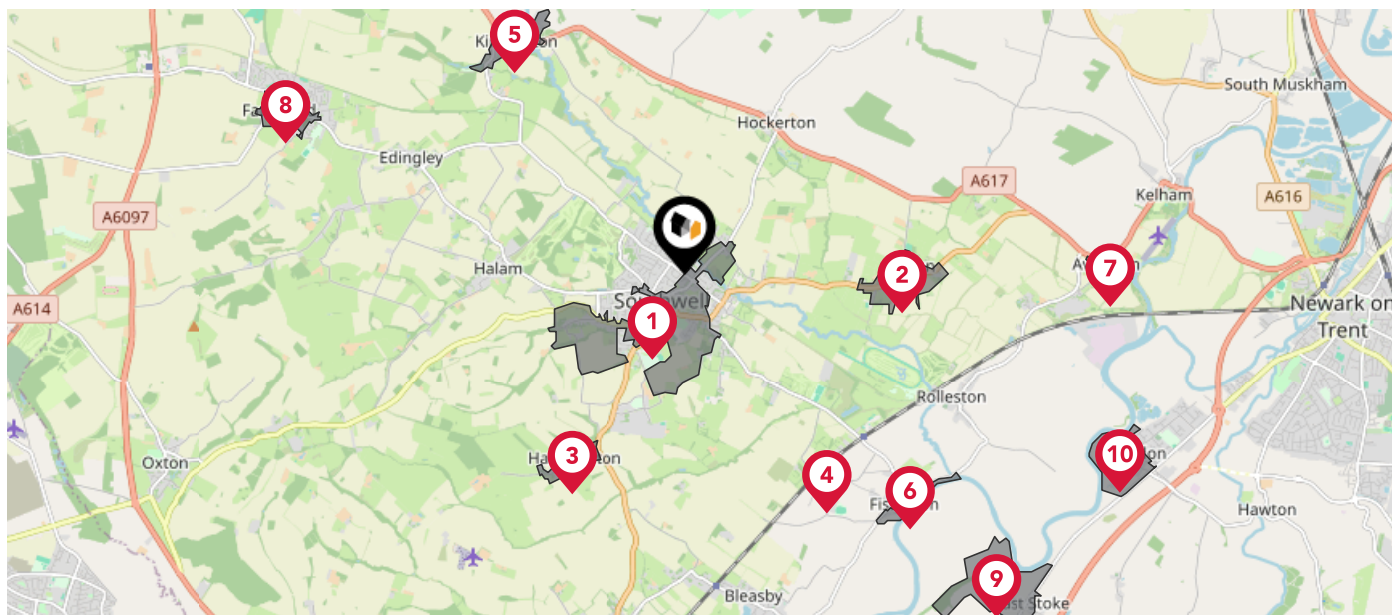 5
South Muskham
8
Hockerton
Edingley
A617
Kelham
A616
A6097
Halam
2
7
A614
Southwell
1
Newark on
Trent
Rolleston
3
Oxton
4
6
10
Hawton
9
Bleasby